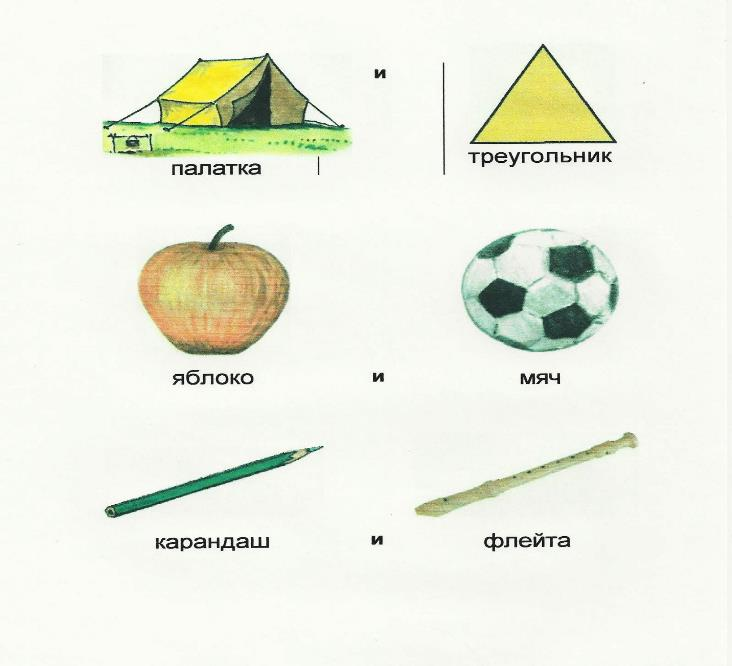 и
палатка треугольник
яблоко и мяч
карандаш и флейта